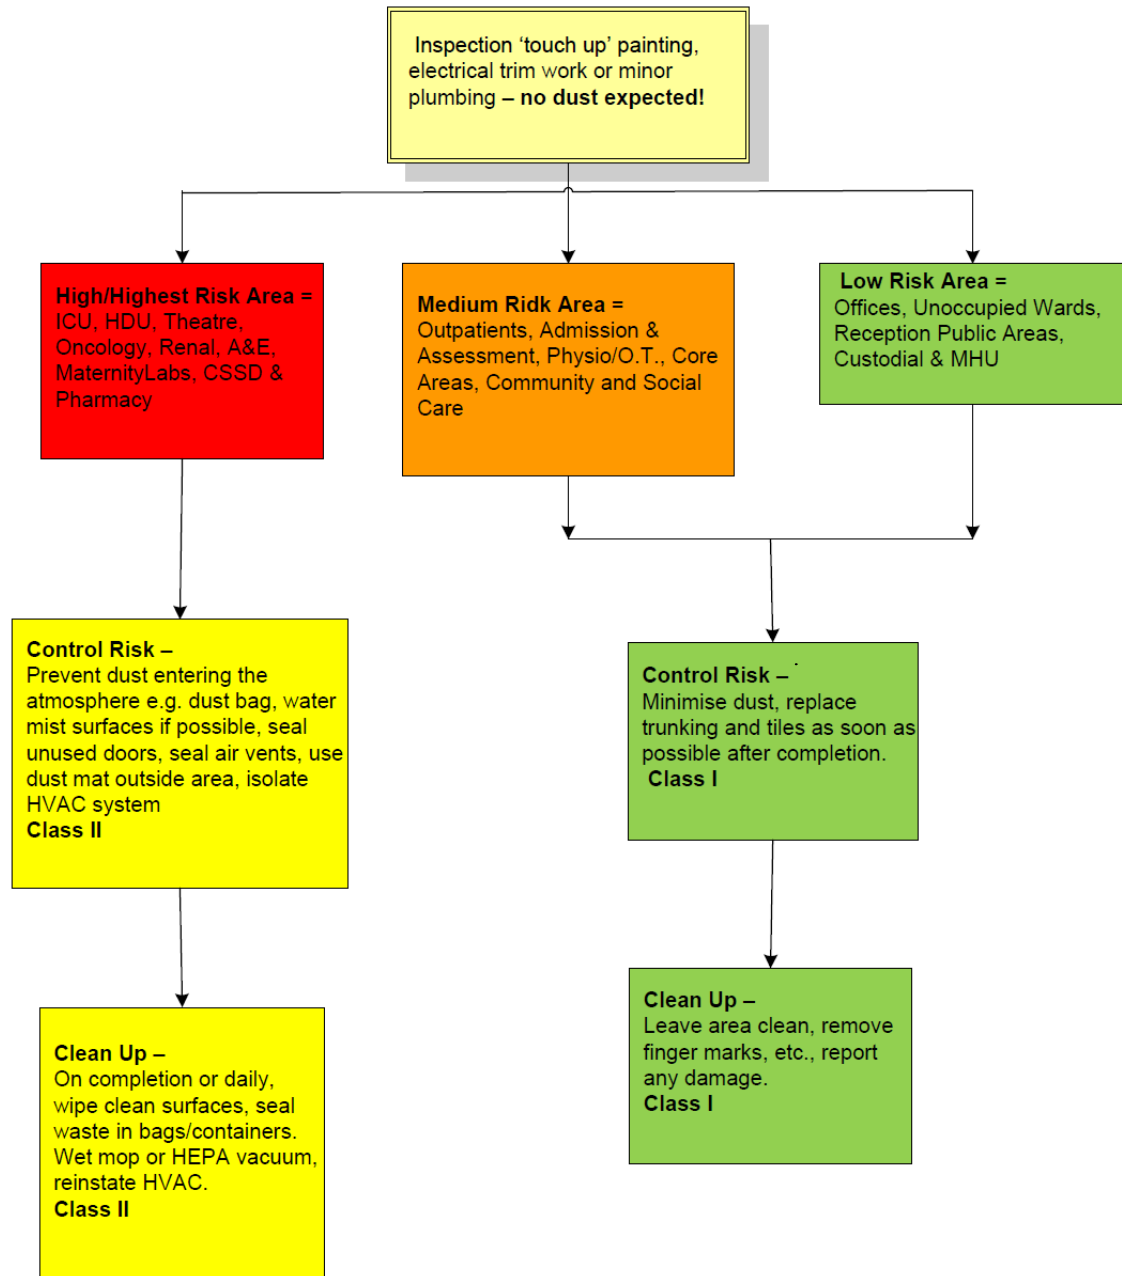 Inspection ‘touch up’ painting,
electrical trim work or minor
plumbing – no dust expected!
High/Highest Risk Area =
ICU, HDU, Theatre,
Oncology, Renal, A&E,
MaternityLabs, CSSD &
Pharmacy
Medium Ridk Area =
Outpatients, Admission &
Assessment, Physio/O.T., Core
Areas, Community and Social
Care
Low Risk Area =
Offices, Unoccupied Wards,
Reception Public Areas,
Custodial & MHU
Control Risk –
Prevent dust entering the
atmosphere e.g. dust bag, water
mist surfaces if possible, seal
unused doors, seal air vents, use
dust mat outside area, isolate
HVAC system
Class II
Control Risk –
Minimise dust, replace
trunking and tiles as soon as
possible after completion.
Class I
Clean Up –
On completion or daily,
wipe clean surfaces, seal
waste in bags/containers.
Wet mop or HEPA vacuum,
reinstate HVAC.
Class II
Clean Up –
Leave area clean, remove
finger marks, etc., report
any damage.
Class I